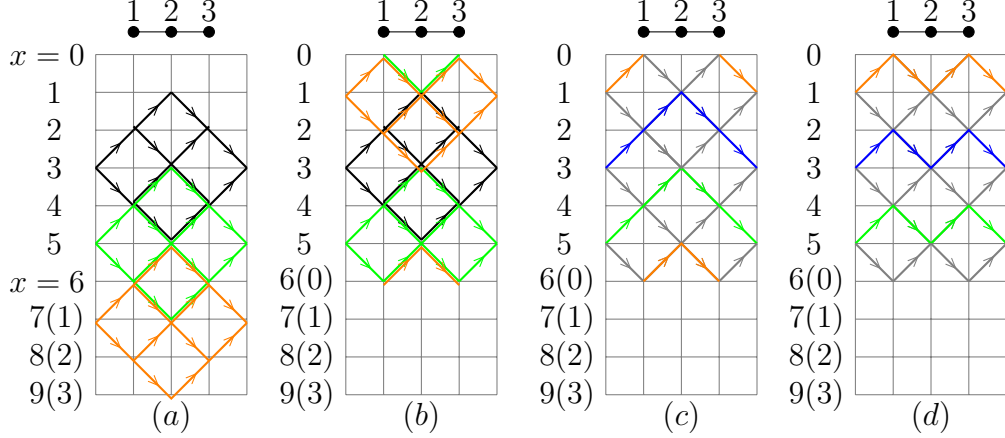 1 2 3 1 2 3 1 2 3 1 2 3
x = 0 0 0 0
1 1 1 1
2 2 2 2
3 3 3 3
4 4 4 4
5 5 5 5
x = 6 6(0) 6(0) 6(0)
7(1) 7(1) 7(1) 7(1)
8(2) 8(2) 8(2) 8(2)
9(3) 9(3) 9(3) 9(3)
(a) (b) (c) (d)